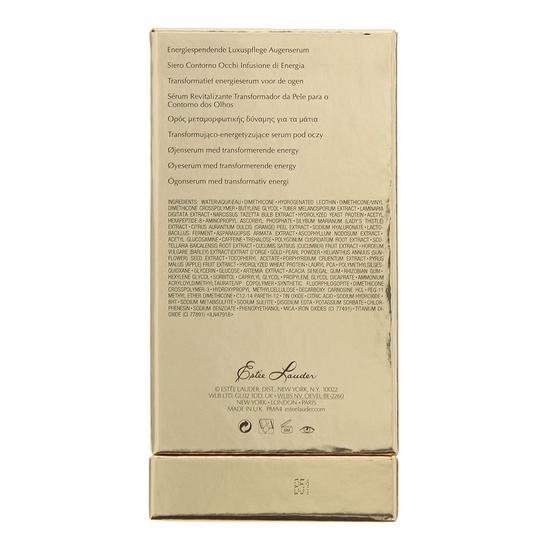 Energiespendende Luxuspflege Augenserum
Siero Contorno Occhi Infusione di Energia
Transformatief energieserum voor de ogen
Sérum Revitalizante Transformador da Pele para o
Contorno dos Olhos
Ορός μεταμορφωτικής δύναμης για τα μάτια
Transformująco-energetyzujące serum pod oczy
Øjenserum med transformerende energy
Øyeserum med transformerende energy
Ögonserum med transformativ energi
INGREDIENTS: WATER\AQUA\EAU • DIMETHICONE • HYDROGENATED LECITHIN • DIMETHICONE/VINYL
DIMETHICONE CROSSPOLYMER • BUTYLENE GLYCOL • TUBER MELANOSPORUM EXTRACT • LAMINARIA
DIGITATA EXTRACT • NARCISSUS TAZETTA BULB EXTRACT • HYDROLYZED YEAST PROTEIN • ACETYL
HEXAPEPTIDE-8 • AMINOPROPYL ASCORBYL PHOSPHATE • SILYBUM MARIANUM (LADY'S THISTLE)
EXTRACT • CITRUS AURANTIUM DULCIS (ORANGE) PEEL EXTRACT • SODIUM HYALURONATE • LACTO-
BACILLUS FERMENT • ASPARAGOPSIS ARMATA EXTRACT • ASCOPHYLLUM NODOSUM EXTRACT •
ACETYL GLUCOSAMINE • CAFFEINE • TREHALOSE • POLYGONUM CUSPIDATUM ROOT EXTRACT • SCU-
TELLARIA BAICALENSIS ROOT EXTRACT • CUCUMIS SATIVUS (CUCUMBER) FRUIT EXTRACT • HORDEUM
VULGARE (BARLEY) EXTRACT\EXTRAIT D'ORGE • GOLD • PEARL POWDER • HELIANTHUS ANNUUS (SUN-
FLOWER) SEED EXTRACT • TOCOPHERYL ACETATE • PORPHYRIDIUM CRUENTUM EXTRACT • PYRUS
MALUS (APPLE) FRUIT EXTRACT • HYDROLYZED WHEAT PROTEIN • LAURYL PCA • POLYMETHYLSILSES-
QUIOXANE • GLYCERIN • GLUCOSE • ARTEMIA EXTRACT • ACACIA SENEGAL GUM • RHIZOBIAN GUM •
HEXYLENE GLYCOL • SORBITOL • CAPRYLYL GLYCOL • PROPYLENE GLYCOL DICAPRATE • AMMONIUM
ACRYLOYLDIMETHYLTAURATE/VP COPOLYMER • SYNTHETIC FLUORPHLOGOPITE • DIMETHICONE
CROSSPOLYMER-3 • HYDROXYPROPYL METHYLCELLULOSE • DECARBOXY CARNOSINE HCL • PEG-11
METHYL ETHER DIMETHICONE • C12-14 PARETH-12 • TIN OXIDE • CITRIC ACID • SODIUM HYDROXIDE •
BHT • SODIUM METABISULFITE • SODIUM SULFIDE • DISODIUM EDTA • POTASSIUM SORBATE •
SODIUM BENZOATE • PHENOXYETHANOL • MICA • IRON OXIDES (CI 77491) • TITANIUM DI-
OXIDE (CI 77891) <ILN47918>
Estée Lauder
© ESTÉE LAUDER, DIST., NEW YORK, N.Y. 10022
WLB LTD, GU32 3DD, UK • WLBS NV, OEVEL, BE-2260
NEW YORK • LONDON • PARIS
MADE IN U.K. PMA4 esteelauder.com